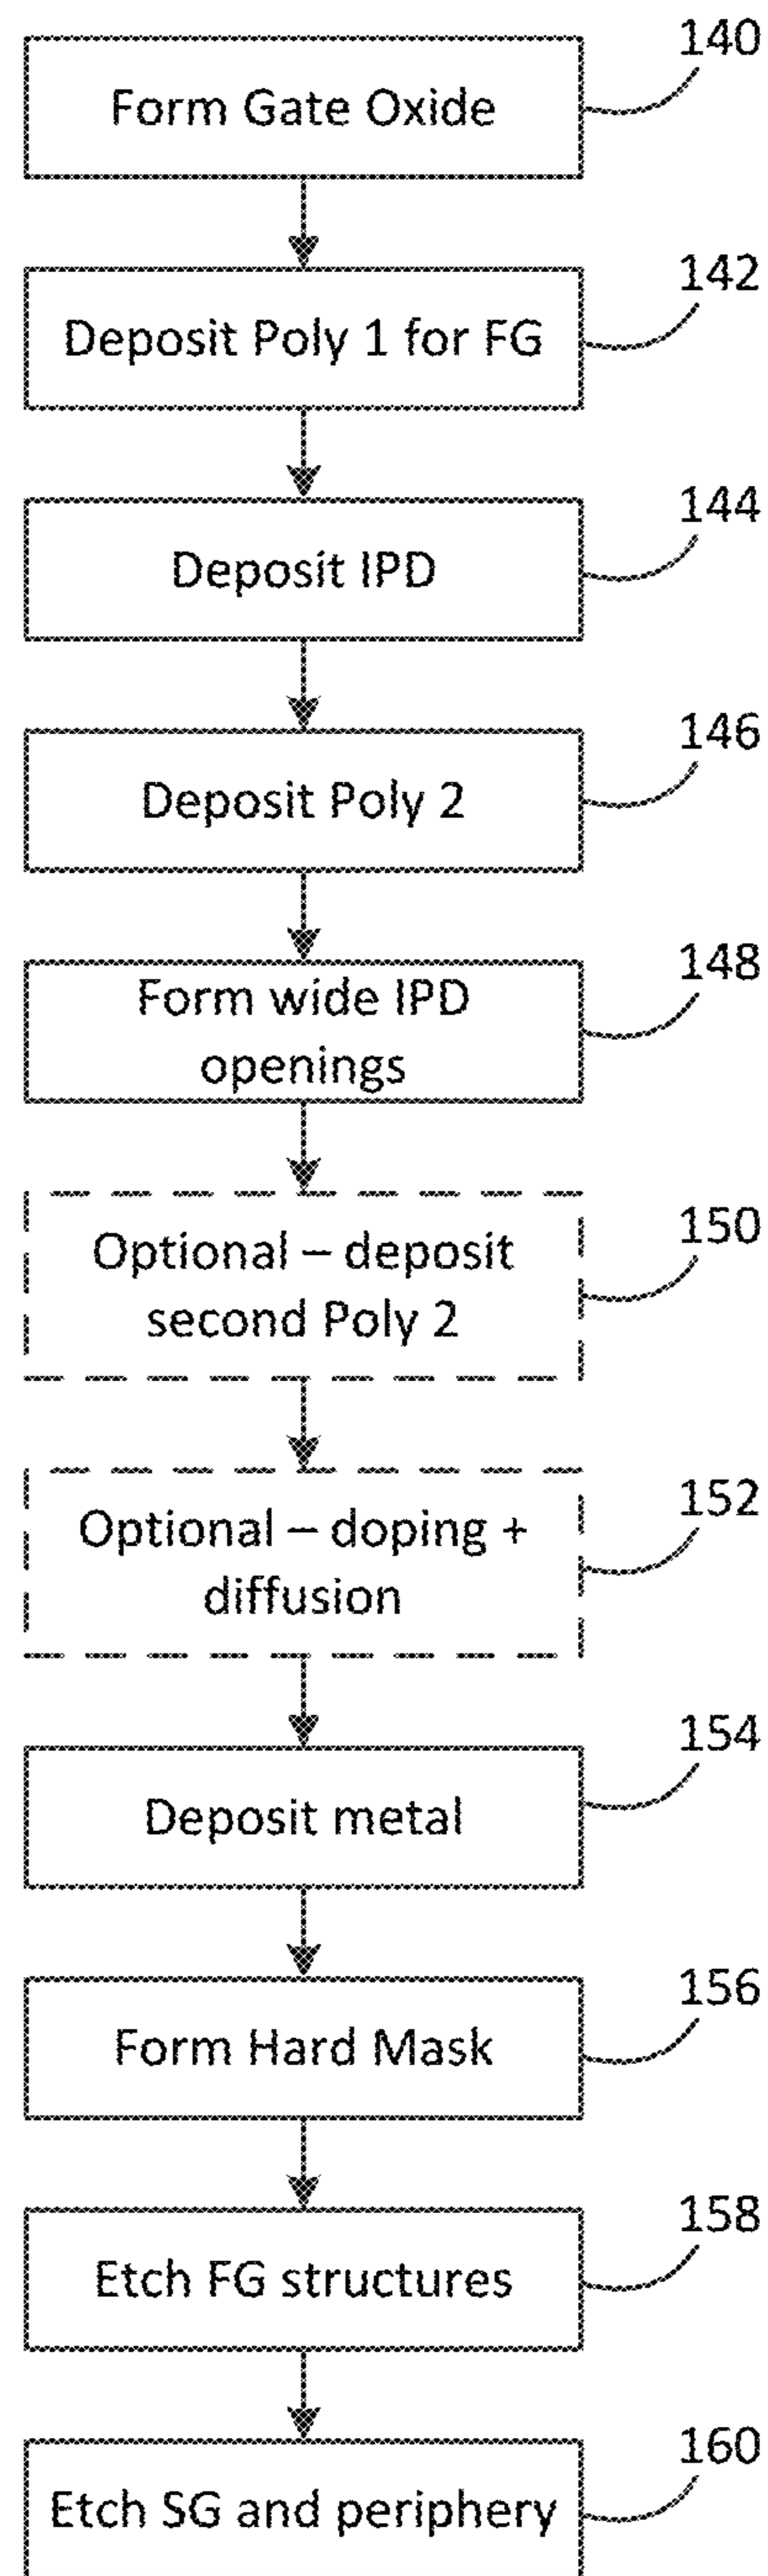 140
Form Gate Oxide
142
Deposit Poly 1 for FG
144
Deposit IPD
146
Deposit Poly 2
148
Form wide IPD
openings
150
Optional – deposit
second Poly 2
152
Optional – doping +
diffusion
154
Deposit metal
156
Form Hard Mask
158
Etch FG structures
160
Etch SG and periphery